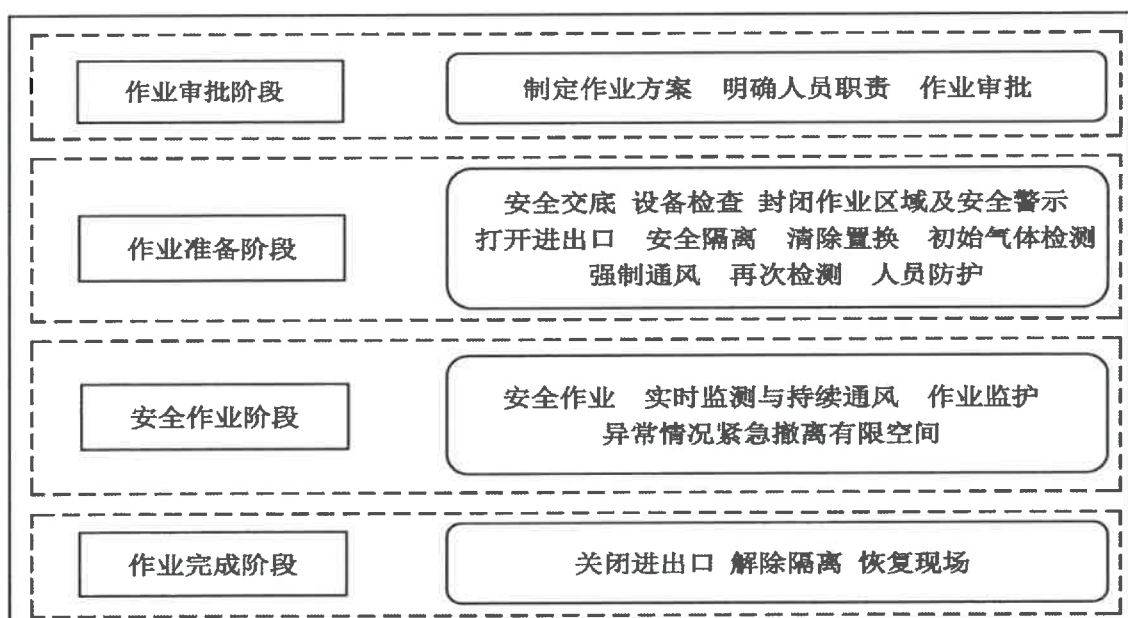 作业审批阶段
制定作业方案 明确人员职责 作业审批
作业准备阶段
安全交底 设备检查 封闭作业区域及安全警示
打开进出口 安全隔离 清除置换 初始气体检测
强制通风 再次检测 人员防护
安全作业阶段
安全作业 实时监测与持续通风 作业监护
异常情况紧急撤离有限空间
作业完成阶段
关闭进出口 解除隔离 恢复现场